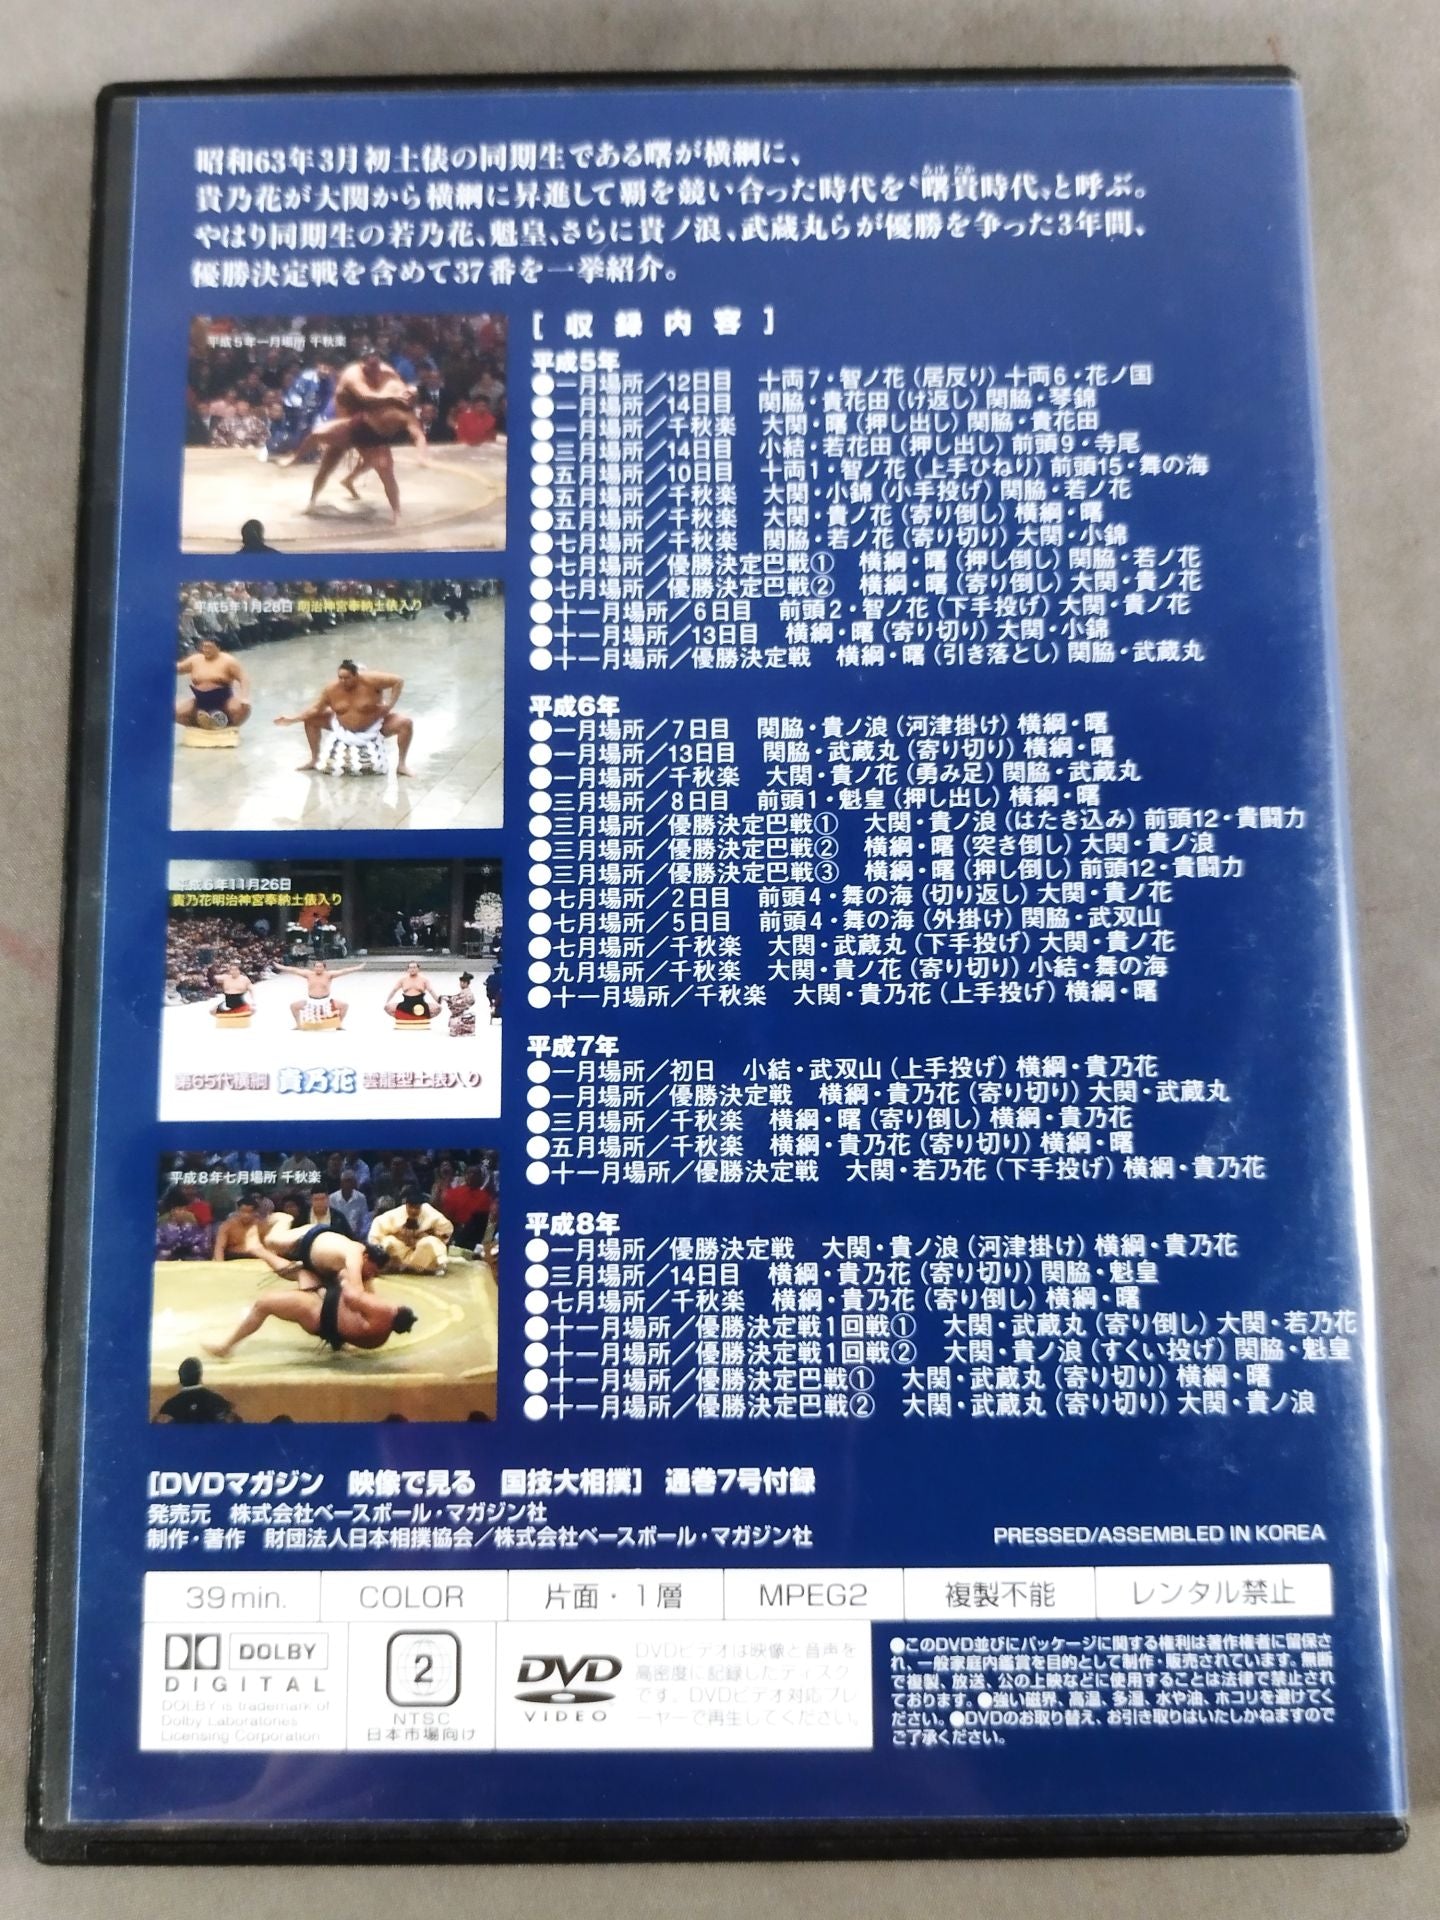 昭和63年3月初土俵の同期生である曙が横綱に、
貴乃花が大関から横綱に昇進して覇を競い合った時代を〝曙貴時代〟と呼ぶ。
あけ たか
やはり同期生の若乃花、魁皇、さらに貴ノ浪、武蔵丸らが優勝を争った3年間、
優勝決定戦を含めて37番を一挙紹介。
[収録内容]
平成5年
●一月場所／12日目 十両7・智ノ花（居反り）十両6・花ノ国
●一月場所／14日目 関脇・貴花田（け返し）関脇・琴錦
●一月場所／千秋楽 大関・曙（押し出し）関脇・貴花田
●三月場所／14日目 小結・若花田（押し出し）前頭9・寺尾
●五月場所／10日目 十両1・智ノ花（上手ひねり）前頭15・舞の海
●五月場所／千秋楽 大関・小錦（小手投げ）関脇・若ノ花
●五月場所／千秋楽 大関・貴ノ花（寄り倒し）横綱・曙
●七月場所／千秋楽 関脇・若ノ花（寄り切り）大関・小錦
●七月場所／優勝決定巴戦① 横綱・曙（押し倒し）関脇・若ノ花
●七月場所／優勝決定巴戦② 横綱・曙（寄り倒し）大関・貴ノ花
●十一月場所／6日目 前頭2・智ノ花（下手投げ）大関・貴ノ花
●十一月場所／13日目 横綱・曙（寄り切り）大関・小錦
●十一月場所／優勝決定戦 横綱・曙（引き落とし）関脇・武蔵丸
平成6年
●一月場所／7日目 関脇・貴ノ浪（河津掛け）横綱・曙
●一月場所／13日目 関脇・武蔵丸（寄り切り）横綱・曙
●一月場所／千秋楽 大関・貴ノ花（勇み足）関脇・武蔵丸
●三月場所／8日目 前頭1・魁皇（押し出し）横綱・曙
●三月場所／優勝決定巴戦① 大関・貴ノ浪（はたき込み）前頭12・貴闘力
●三月場所／優勝決定巴戦② 横綱・曙（突き倒し）大関・貴ノ浪
●三月場所／優勝決定巴戦③ 横綱・曙（押し倒し）前頭12・貴闘力
●七月場所／2日目 前頭4・舞の海（切り返し）大関・貴ノ花
●七月場所／5日目 前頭4・舞の海（外掛け）関脇・武双山
●七月場所／千秋楽 大関・武蔵丸（下手投げ）大関・貴ノ花
●九月場所／千秋楽 大関・貴ノ花（寄り切り）小結・舞の海
●十一月場所／千秋楽 大関・貴乃花（上手投げ）横綱・曙
平成7年
●一月場所／初日 小結・武双山（上手投げ）横綱・貴乃花
●一月場所／優勝決定戦 横綱・貴乃花（寄り切り）大関・武蔵丸
●三月場所／千秋楽 横綱・曙（寄り倒し）横綱・貴乃花
●五月場所／千秋楽 横綱・貴乃花（寄り切り）横綱・曙
●十一月場所／優勝決定戦 大関・若乃花（下手投げ）横綱・貴乃花
平成8年
●一月場所／優勝決定戦 大関・貴ノ浪（河津掛け）横綱・貴乃花
●三月場所／14日目 横綱・貴乃花（寄り切り）関脇・魁皇
●七月場所／千秋楽 横綱・貴乃花（寄り倒し）横綱・曙
●十一月場所／優勝決定戦1回戦① 大関・武蔵丸（寄り倒し）大関・若乃花
●十一月場所／優勝決定戦1回戦② 大関・貴ノ浪（すくい投げ）関脇・魁皇
●十一月場所／優勝決定巴戦① 大関・武蔵丸（寄り切り）横綱・曙
●十一月場所／優勝決定巴戦② 大関・武蔵丸（寄り切り）大関・貴ノ浪
平成5年一月場所 千秋楽
平成5年1月28日 明治神宮奉納土俵入り
平成6年11月26日
貴乃花明治神宮奉納土俵入り
第65代横綱 貴乃花 雲龍型土俵入り
平成8年七月場所 千秋楽
[DVDマガジン 映像で見る 国技大相撲] 通巻7号付録
発売元 株式会社ベースボール・マガジン社
制作・著作 財団法人日本相撲協会／株式会社ベースボール・マガジン社
PRESSED/ASSEMBLED IN KOREA
39min. COLOR 片面・1層 MPEG2 複製不能 レンタル禁止
DOLBY
DIGITAL
DOLBY is trademark of
Dolby Laboratories
Licensing Corporation
2
NTSC
日本市場向け
DVD
VIDEO
DVDビデオは映像と音声を
高密度に記録したディスク
です。DVDビデオ対応プレ
ーヤーで再生してください。
●このDVD並びにパッケージに関する権利は著作権者に留保さ
れ、一般家庭内鑑賞を目的として制作・販売されています。無断
で複製、放送、公の上映などに使用することは法律で禁止され
ております。●強い磁界、高温、多湿、水や油、ホコリを避けてく
ださい。●DVDのお取り替え、お引き取りはいたしかねますので
ご了承ください。